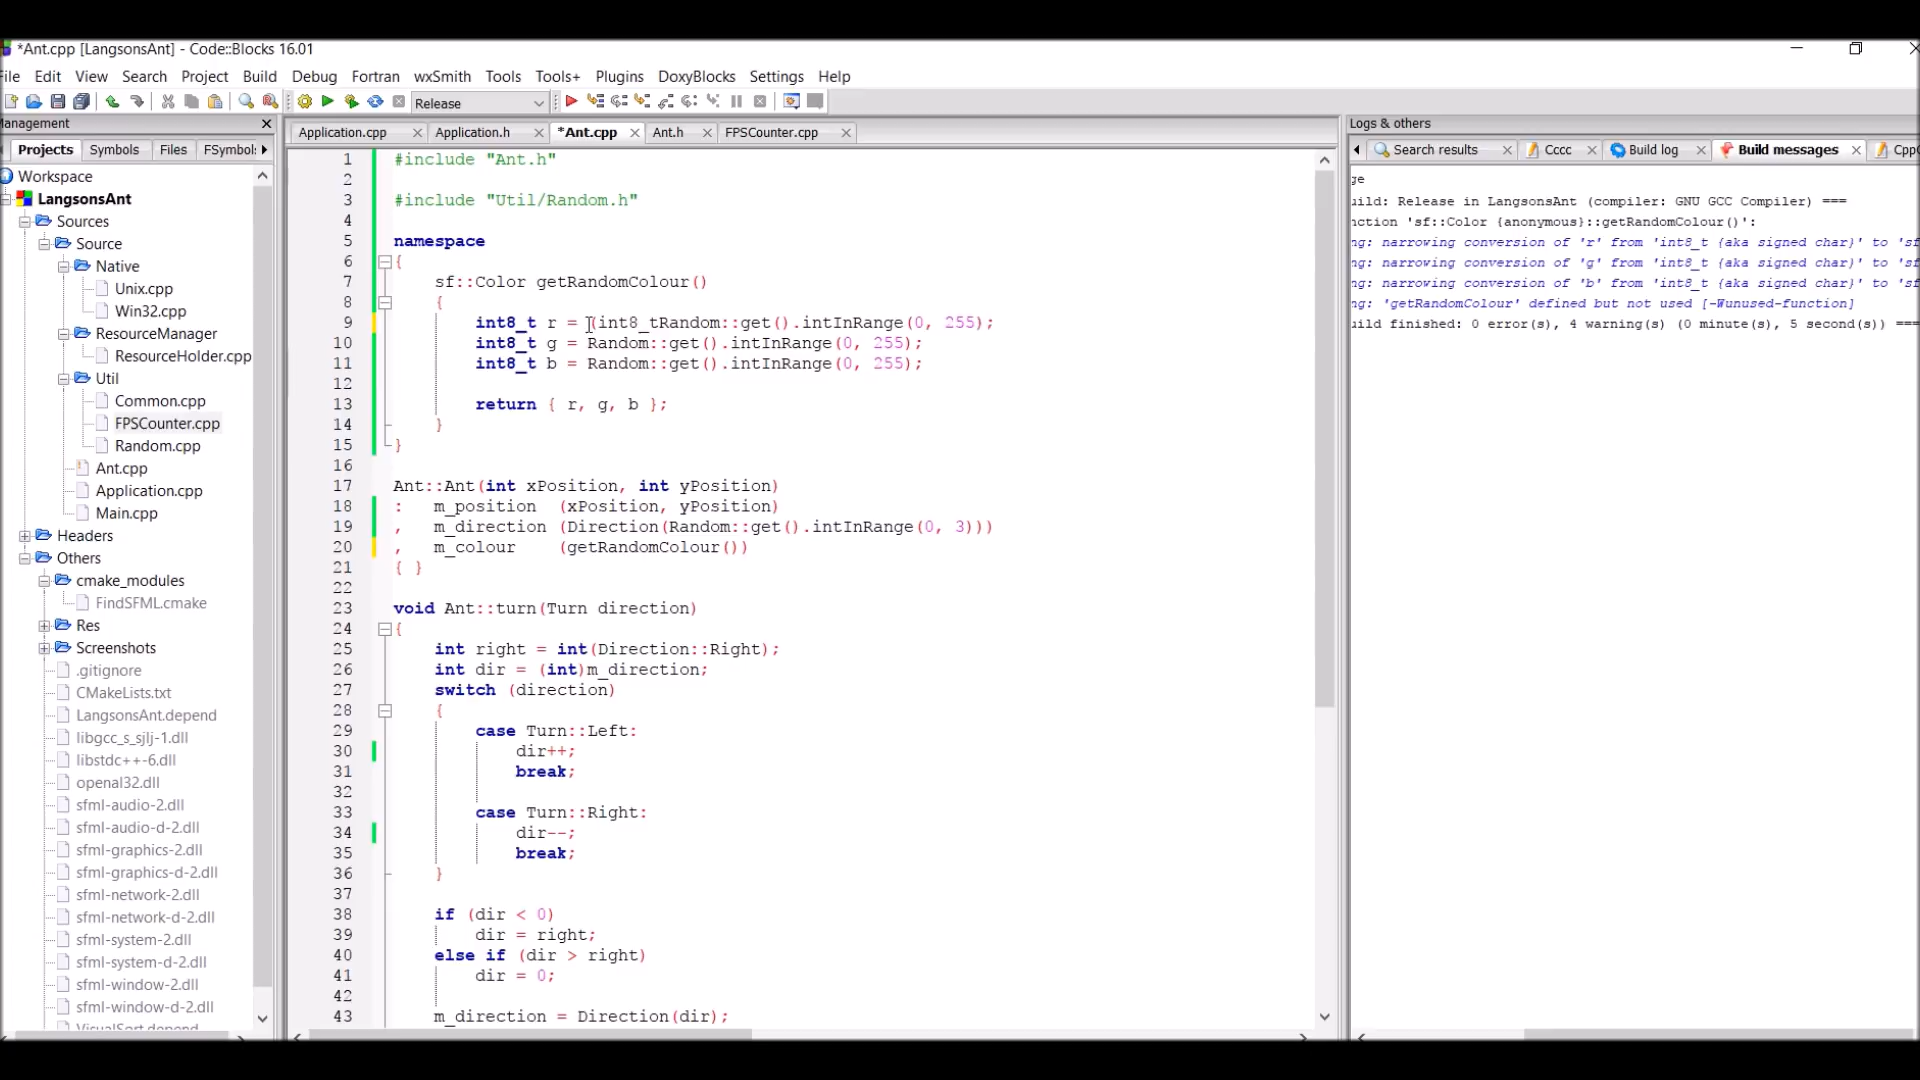 *Ant.cpp [LangsonsAnt] - Code::Blocks 16.01
File Edit View Search Project Build Debug Fortran wxSmith Tools Tools+ Plugins DoxyBlocks Settings Help
Release
Management
Projects Symbols Files FSymbols
Workspace
LangsonsAnt
Sources
Source
Native
Unix.cpp
Win32.cpp
ResourceManager
ResourceHolder.cpp
Util
Common.cpp
FPSCounter.cpp
Random.cpp
Ant.cpp
Application.cpp
Main.cpp
Headers
Others
cmake_modules
FindSFML.cmake
Res
Screenshots
.gitignore
CMakeLists.txt
LangsonsAnt.depend
libgcc_s_sjlj-1.dll
libstdc++-6.dll
openal32.dll
sfml-audio-2.dll
sfml-audio-d-2.dll
sfml-graphics-2.dll
sfml-graphics-d-2.dll
sfml-network-2.dll
sfml-network-d-2.dll
sfml-system-2.dll
sfml-system-d-2.dll
sfml-window-2.dll
sfml-window-d-2.dll
VisualSort.depend
Application.cpp Application.h *Ant.cpp Ant.h FPSCounter.cpp
1 #include "Ant.h"
2
3 #include "Util/Random.h"
4
5 namespace
6 {
7 sf::Color getRandomColour()
8 {
9 int8_t r = (int8_tRandom::get().intInRange(0, 255);
10 int8_t g = Random::get().intInRange(0, 255);
11 int8_t b = Random::get().intInRange(0, 255);
12
13 return { r, g, b };
14 }
15 }
16
17 Ant::Ant(int xPosition, int yPosition)
18 : m_position (xPosition, yPosition)
19 , m_direction (Direction(Random::get().intInRange(0, 3)))
20 , m_colour (getRandomColour())
21 { }
22
23 void Ant::turn(Turn direction)
24 {
25 int right = int(Direction::Right);
26 int dir = (int)m_direction;
27 switch (direction)
28 {
29 case Turn::Left:
30 dir++;
31 break;
32
33 case Turn::Right:
34 dir--;
35 break;
36 }
37
38 if (dir < 0)
39 dir = right;
40 else if (dir > right)
41 dir = 0;
42
43 m_direction = Direction(dir);
Logs & others
Search results Cccc Build log Build messages CppC
ge
uild: Release in LangsonsAnt (compiler: GNU GCC Compiler) ===
nction 'sf::Color {anonymous}::getRandomColour()':
ng: narrowing conversion of 'r' from 'int8_t {aka signed char}' to 'sf
ng: narrowing conversion of 'g' from 'int8_t {aka signed char}' to 'sf
ng: narrowing conversion of 'b' from 'int8_t {aka signed char}' to 'sf
ng: 'getRandomColour' defined but not used [-Wunused-function]
uild finished: 0 error(s), 4 warning(s) (0 minute(s), 5 second(s)) ===